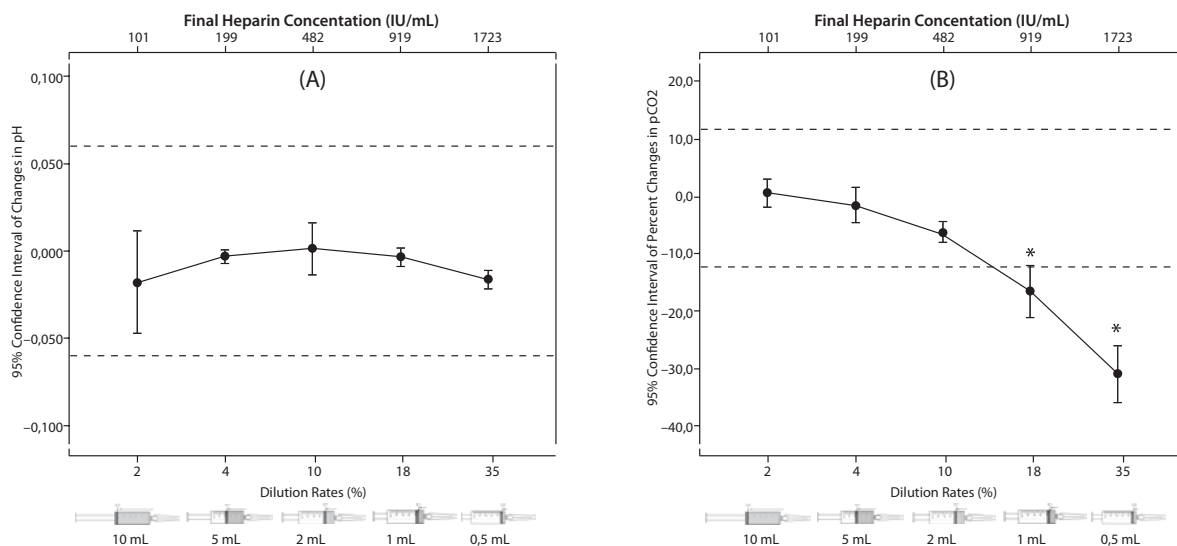 Final Heparin Concentration (IU/mL)
101 199 482 919 1723
(A)
95% Confidence Interval of Changes in pH
0,100
0,050
0,000
−0,050
−0,100
2 4 10 18 35
Dilution Rates (%)
10 mL 5 mL 2 mL 1 mL 0,5 mL
Final Heparin Concentration (IU/mL)
101 199 482 919 1723
(B)
95% Confidence Interval of Percent Changes in pCO2
20,0
10,0
0,0
−10,0
−20,0
−30,0
−40,0
*
*
2 4 10 18 35
Dilution Rates (%)
10 mL 5 mL 2 mL 1 mL 0,5 mL